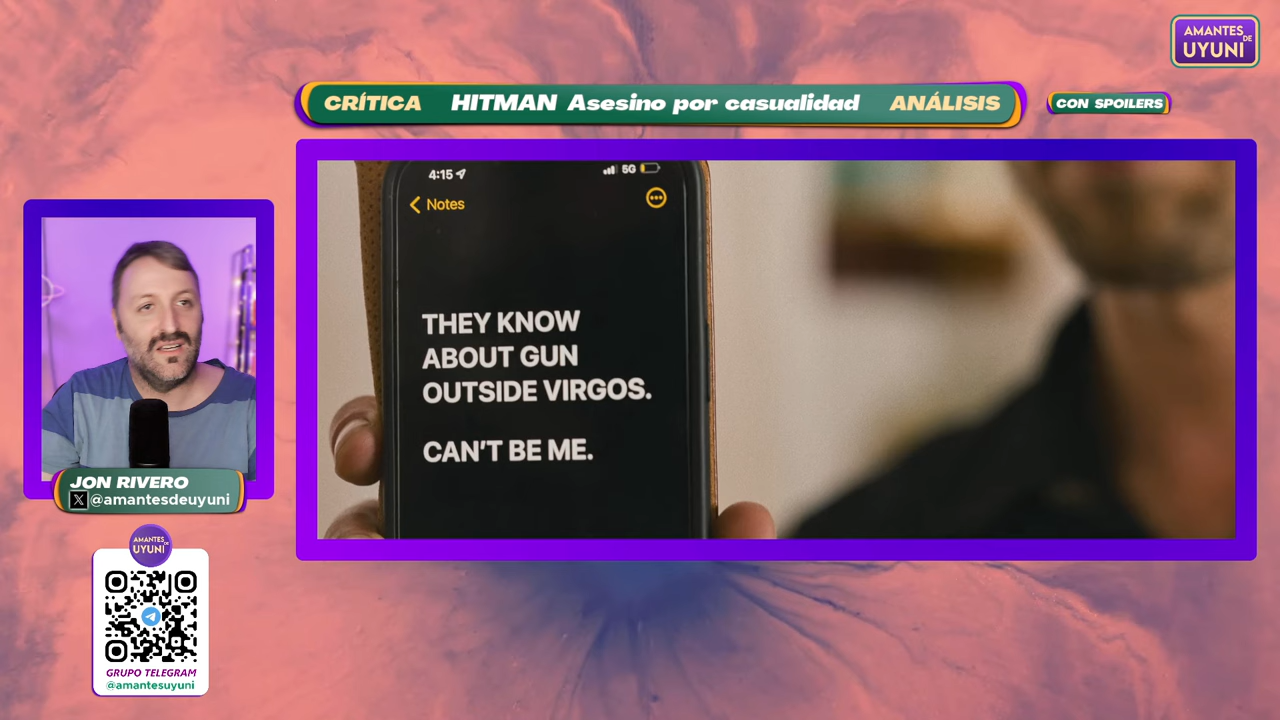 AMANTES DE
UYUNI
CRÍTICA HITMAN Asesino por casualidad ANÁLISIS
CON SPOILERS
4:15 5G
Notes
THEY KNOW
ABOUT GUN
OUTSIDE VIRGOS.
CAN'T BE ME.
JON RIVERO
X @amantesdeuyuni
AMANTES DE
UYUNI
GRUPO TELEGRAM
@amantesuyuni